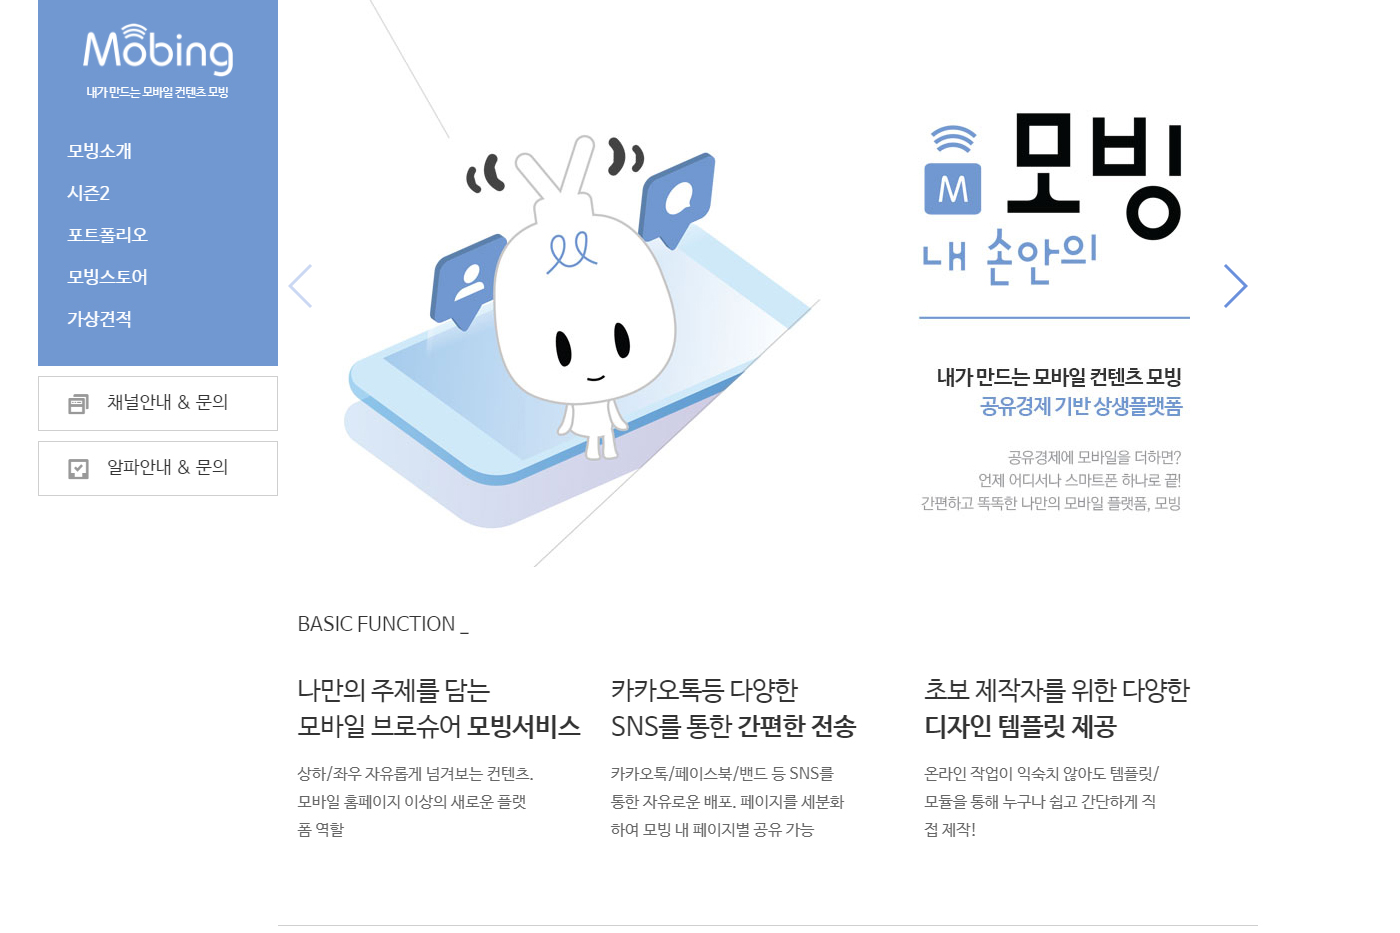 Mobing
내가 만드는 모바일 컨텐츠 모빙
모빙소개
시즌2
포트폴리오
모빙스토어
가상견적
채널안내 & 문의
알파안내 & 문의
M
모빙
내 손안의
내가 만드는 모바일 컨텐츠 모빙
공유경제 기반 상생플랫폼
공유경제에 모바일을 더하면?
언제 어디서나 스마트폰 하나로 끝!
간편하고 똑똑한 나만의 모바일 플랫폼, 모빙
BASIC FUNCTION _
나만의 주제를 담는
모바일 브로슈어 모빙서비스
상하/좌우 자유롭게 넘겨보는 컨텐츠.
모바일 홈페이지 이상의 새로운 플랫
폼 역할
카카오톡등 다양한
SNS를 통한 간편한 전송
카카오톡/페이스북/밴드 등 SNS를
통한 자유로운 배포. 페이지를 세분화
하여 모빙 내 페이지별 공유 가능
초보 제작자를 위한 다양한
디자인 템플릿 제공
온라인 작업이 익숙치 않아도 템플릿/
모듈을 통해 누구나 쉽고 간단하게 직
접 제작!